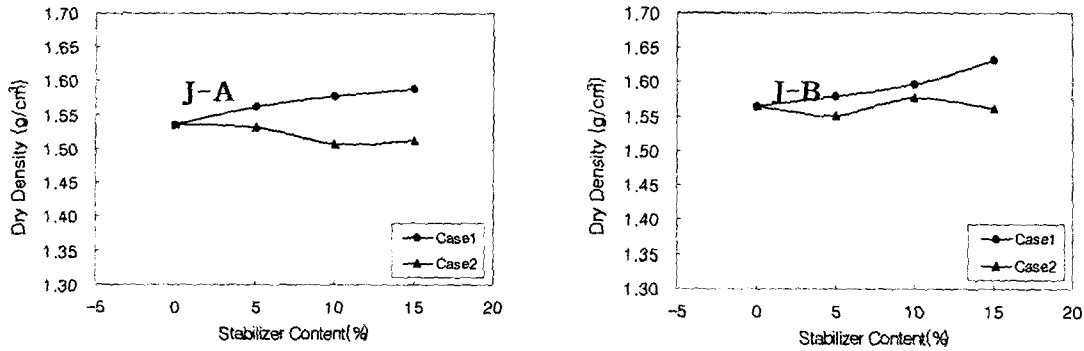 1.70
1.65
1.60
1.55
1.50
1.45
1.40
1.35
1.30
Dry Density (g/cm³)
J-A
Case1
Case2
-5 0 5 10 15 20
Stabilizer Content(%)
1.70
1.65
1.60
1.55
1.50
1.45
1.40
1.35
1.30
Dry Density (g/cm³)
J-B
Case1
Case2
-5 0 5 10 15 20
Stabilizer Content(%)